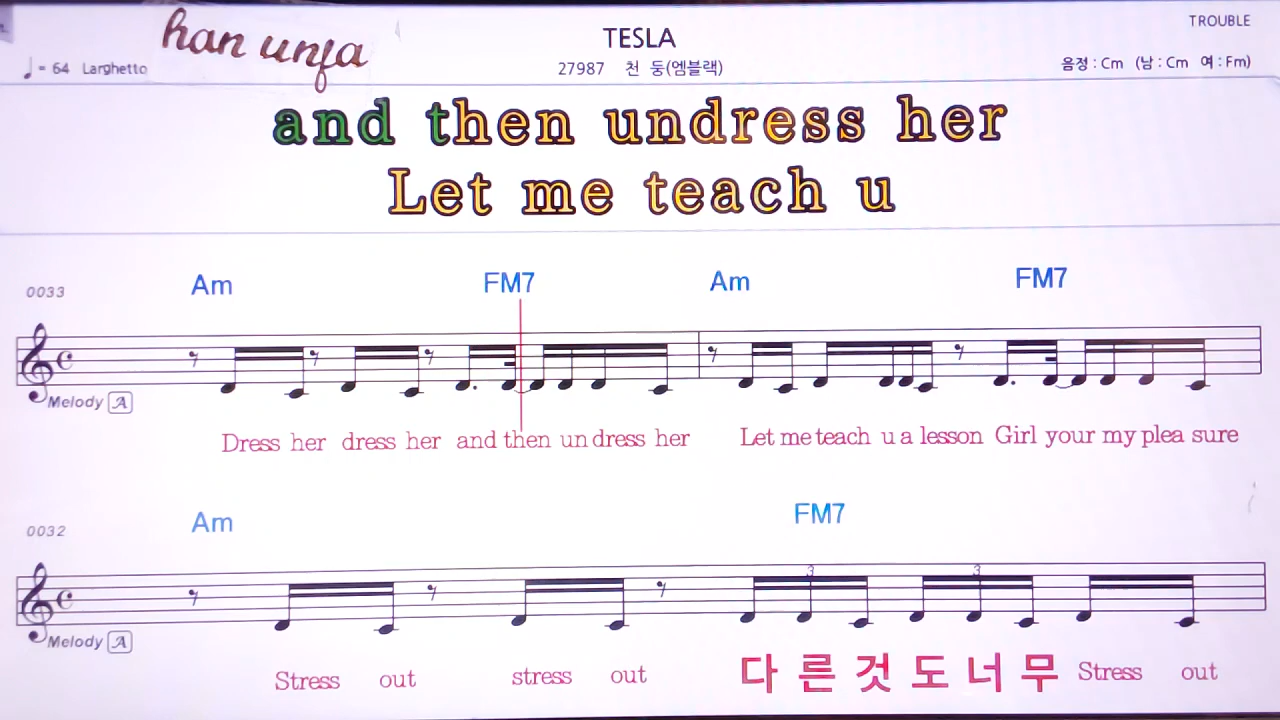 han unfa
TESLA
TROUBLE
♩= 64 Larghetto
27987 천 둥(엠블랙)
음정 : Cm (남 : Cm 여 : Fm)
and then undress her
Let me teach u
0033
Am FM7 Am FM7
Melody A
Dress her dress her and then un dress her Let me teach u a lesson Girl your my plea sure
0032
Am FM7
3 3
Melody A
Stress out stress out 다 른 것 도 너 무 Stress out